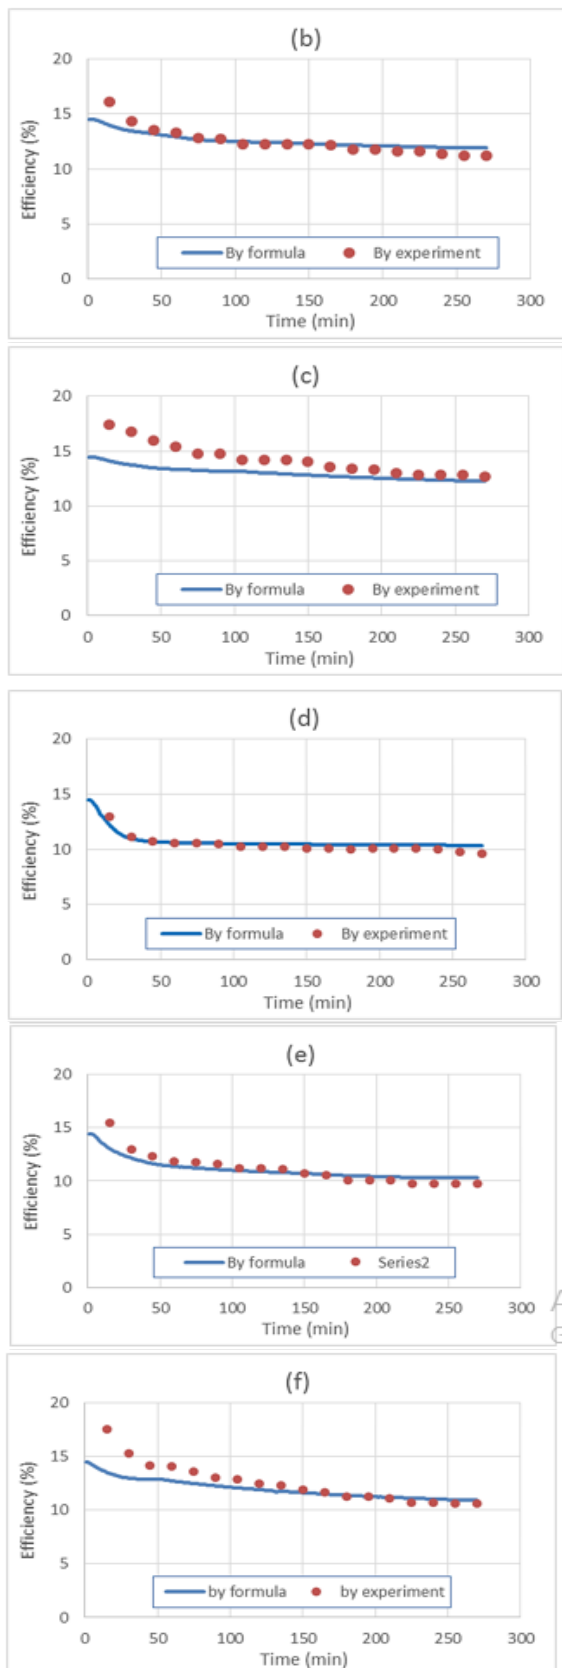 (b)
20
15
10
5
0
Efficiency (%)
By formula By experiment
0 50 100 150 200 250 300
Time (min)
(c)
20
15
10
5
0
Efficiency (%)
By formula By experiment
0 50 100 150 200 250 300
Time (min)
(d)
20
15
10
5
0
Efficiency (%)
By formula By experiment
0 50 100 150 200 250 300
Time (min)
(e)
20
15
10
5
0
Efficiency (%)
By formula Series2
0 50 100 150 200 250 300
Time (min)
(f)
20
15
10
5
0
Efficiency (%)
by formula by experiment
0 50 100 150 200 250 300
Time (min)